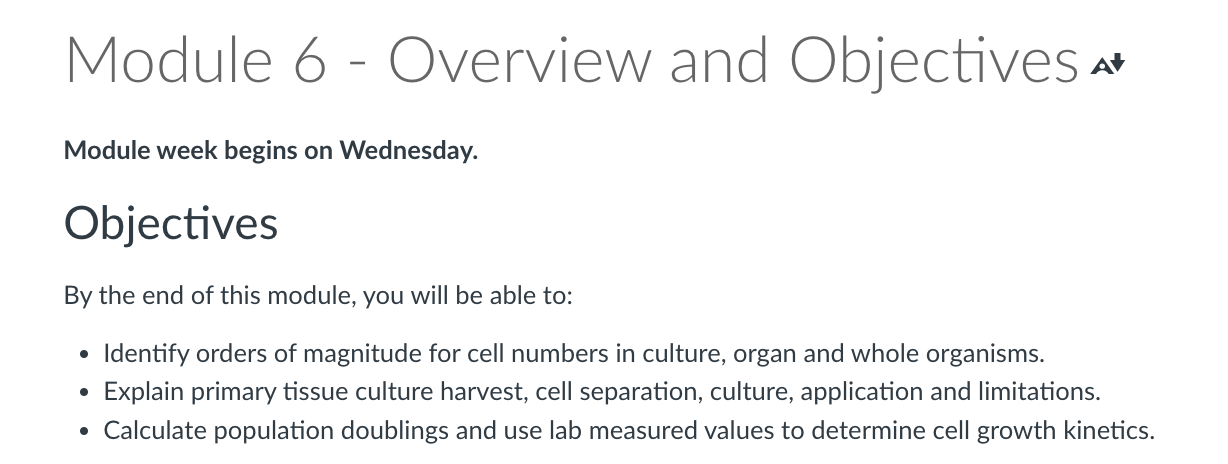 Module 6 - Overview and Objectives
Module week begins on Wednesday.
Objectives
By the end of this module, you will be able to:
• Identify orders of magnitude for cell numbers in culture, organ and whole organisms.
• Explain primary tissue culture harvest, cell separation, culture, application and limitations.
• Calculate population doublings and use lab measured values to determine cell growth kinetics.